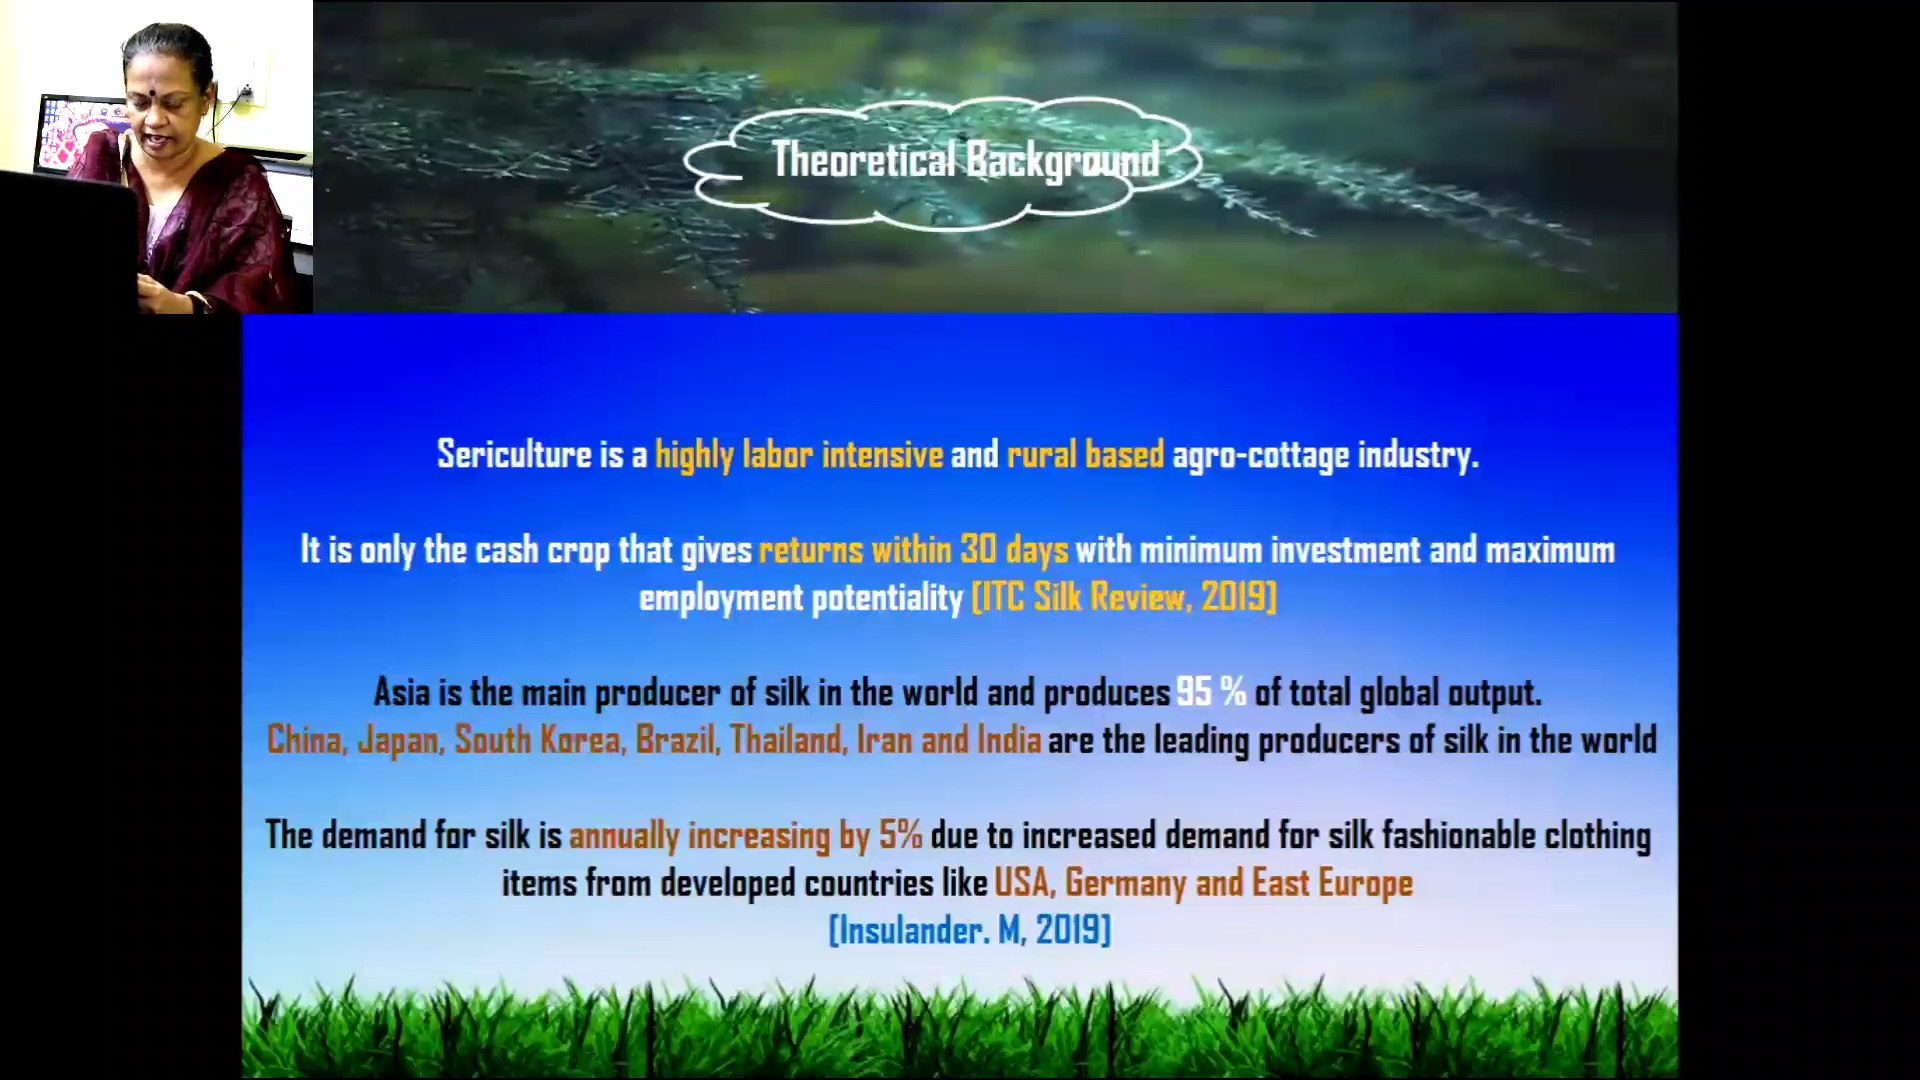 Theoretical Background
Sericulture is a highly labor intensive and rural based agro-cottage industry.
It is only the cash crop that gives returns within 30 days with minimum investment and maximum
employment potentiality [ITC Silk Review, 2019]
Asia is the main producer of silk in the world and produces 95 % of total global output.
China, Japan, South Korea, Brazil, Thailand, Iran and India are the leading producers of silk in the world
The demand for silk is annually increasing by 5% due to increased demand for silk fashionable clothing
items from developed countries like USA, Germany and East Europe
[Insulander. M, 2019]